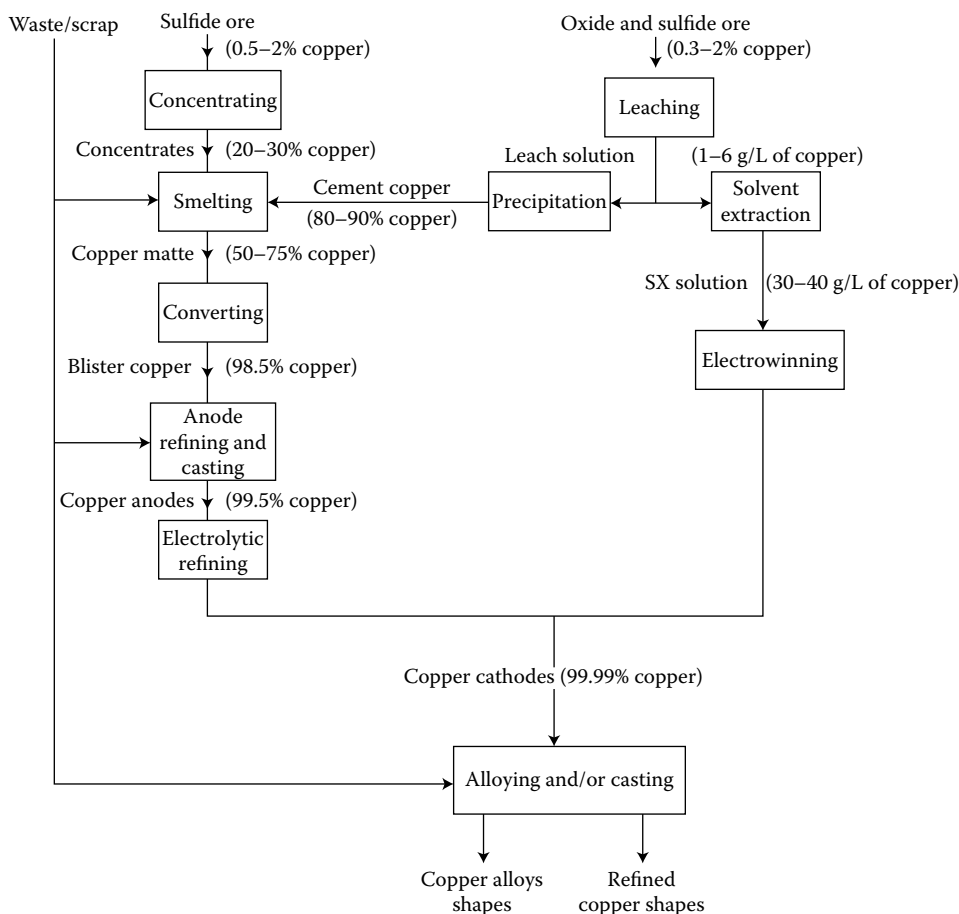 Waste/scrap
Sulfide ore
(0.5–2% copper)
Oxide and sulfide ore
(0.3–2% copper)
Concentrating
Leaching
Concentrates
(20–30% copper)
Leach solution
(1–6 g/L of copper)
Smelting
Cement copper
(80–90% copper)
Precipitation
Solvent
extraction
Copper matte
(50–75% copper)
SX solution
(30–40 g/L of copper)
Converting
Electrowinning
Blister copper
(98.5% copper)
Anode
refining and
casting
Copper anodes
(99.5% copper)
Electrolytic
refining
Copper cathodes (99.99% copper)
Alloying and/or casting
Copper alloys
shapes
Refined
copper shapes